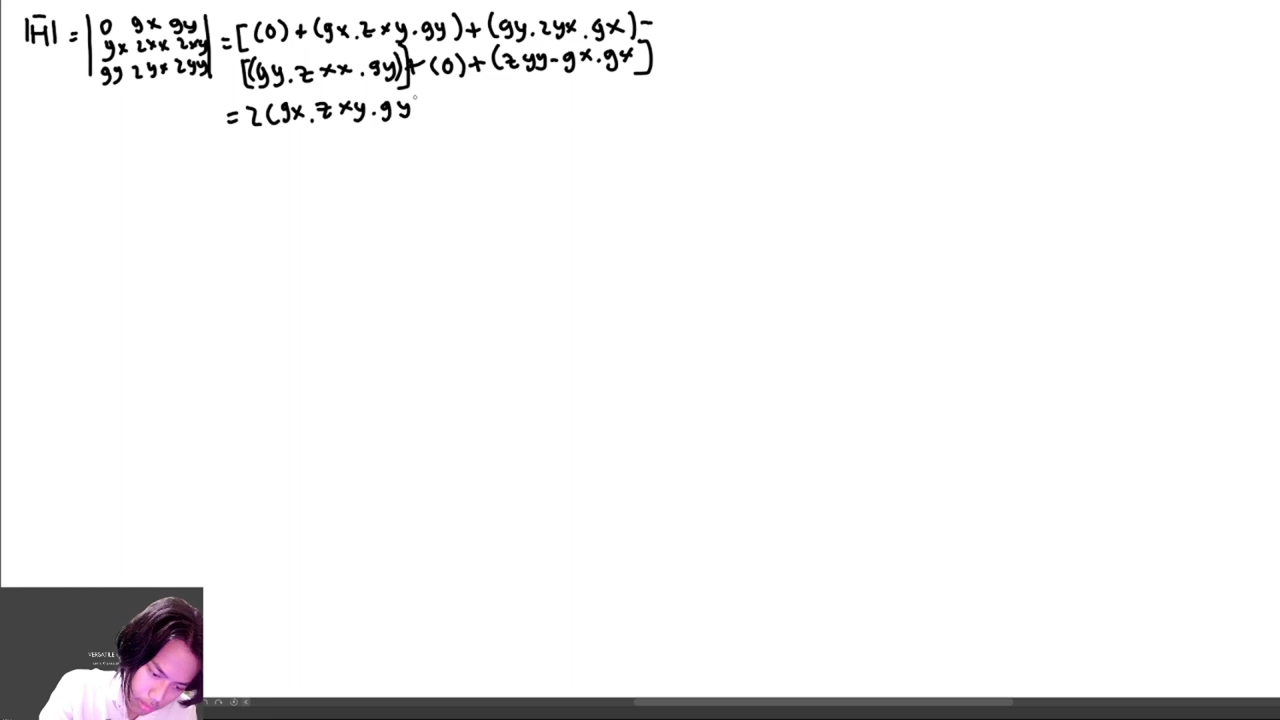 |H̄| = | 0 gx gy | = [(0) + (gx.zxy.gy) + (gy.zyx.gx) -
| gx zxx zxy | [(gy.zxx.gy)] + (0) + (zyy-gx.gx]
| gy zyx zyy |
= 2(gx.zxy.gy
VERSATILE